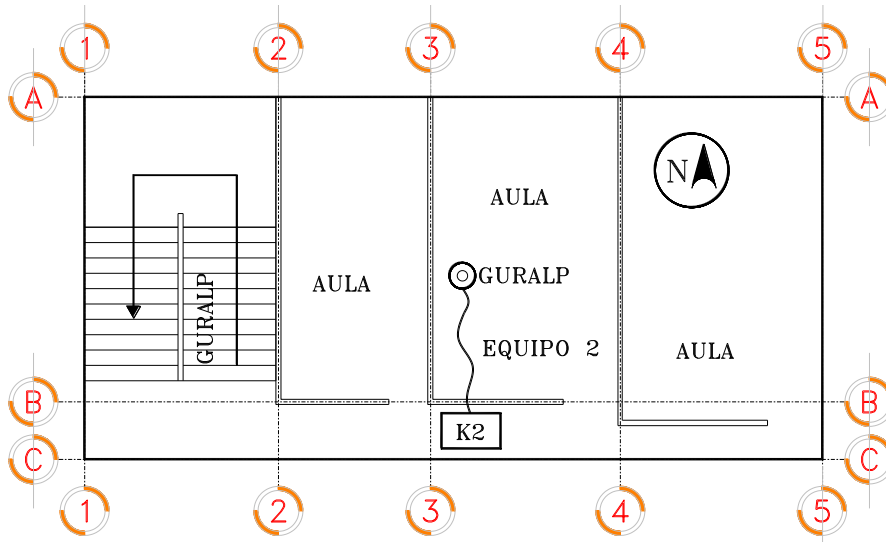 1 2 3 4 5
A A
N
AULA
GURALP
AULA
GURALP
EQUIPO 2
AULA
B B
K2
C C
1 2 3 4 5